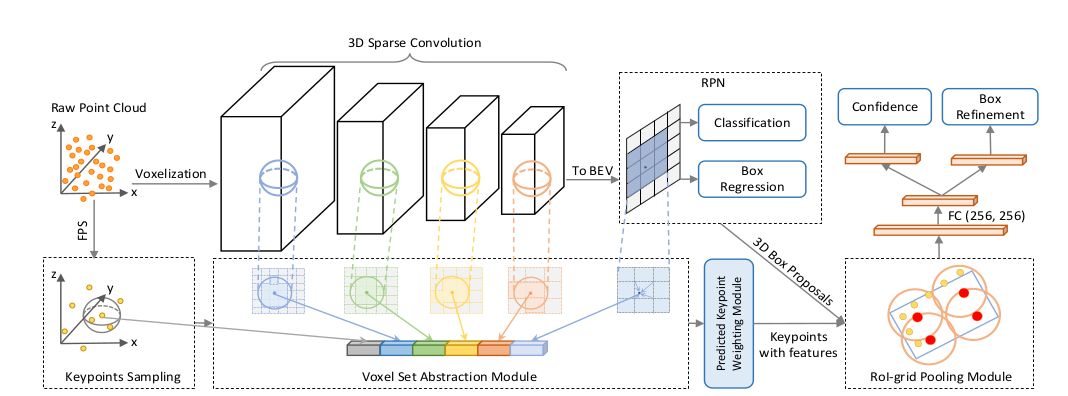 3D Sparse Convolution
RPN
Raw Point Cloud
z
y
x
Voxelization
To BEV
Classification
Box
Regression
Confidence
Box
Refinement
FC (256, 256)
FPS
3D Box Proposals
z
y
x
Keypoints Sampling
Voxel Set Abstraction Module
Predicted Keypoint
Weighting Module
Keypoints
with features
RoI-grid Pooling Module